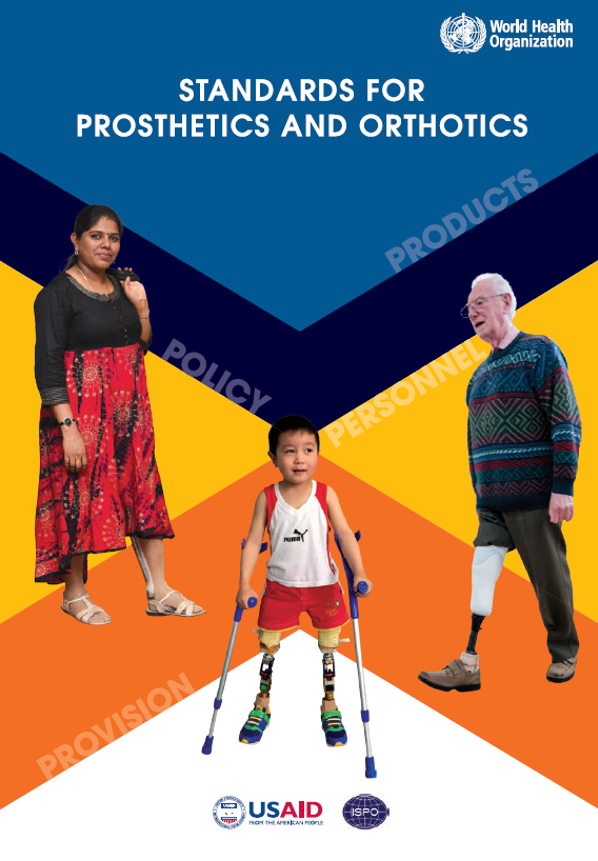 World Health
Organization
STANDARDS FOR
PROSTHETICS AND ORTHOTICS
PRODUCTS
POLICY
PERSONNEL
PUMA
PROVISION
USAID
FROM THE AMERICAN PEOPLE
ISPO